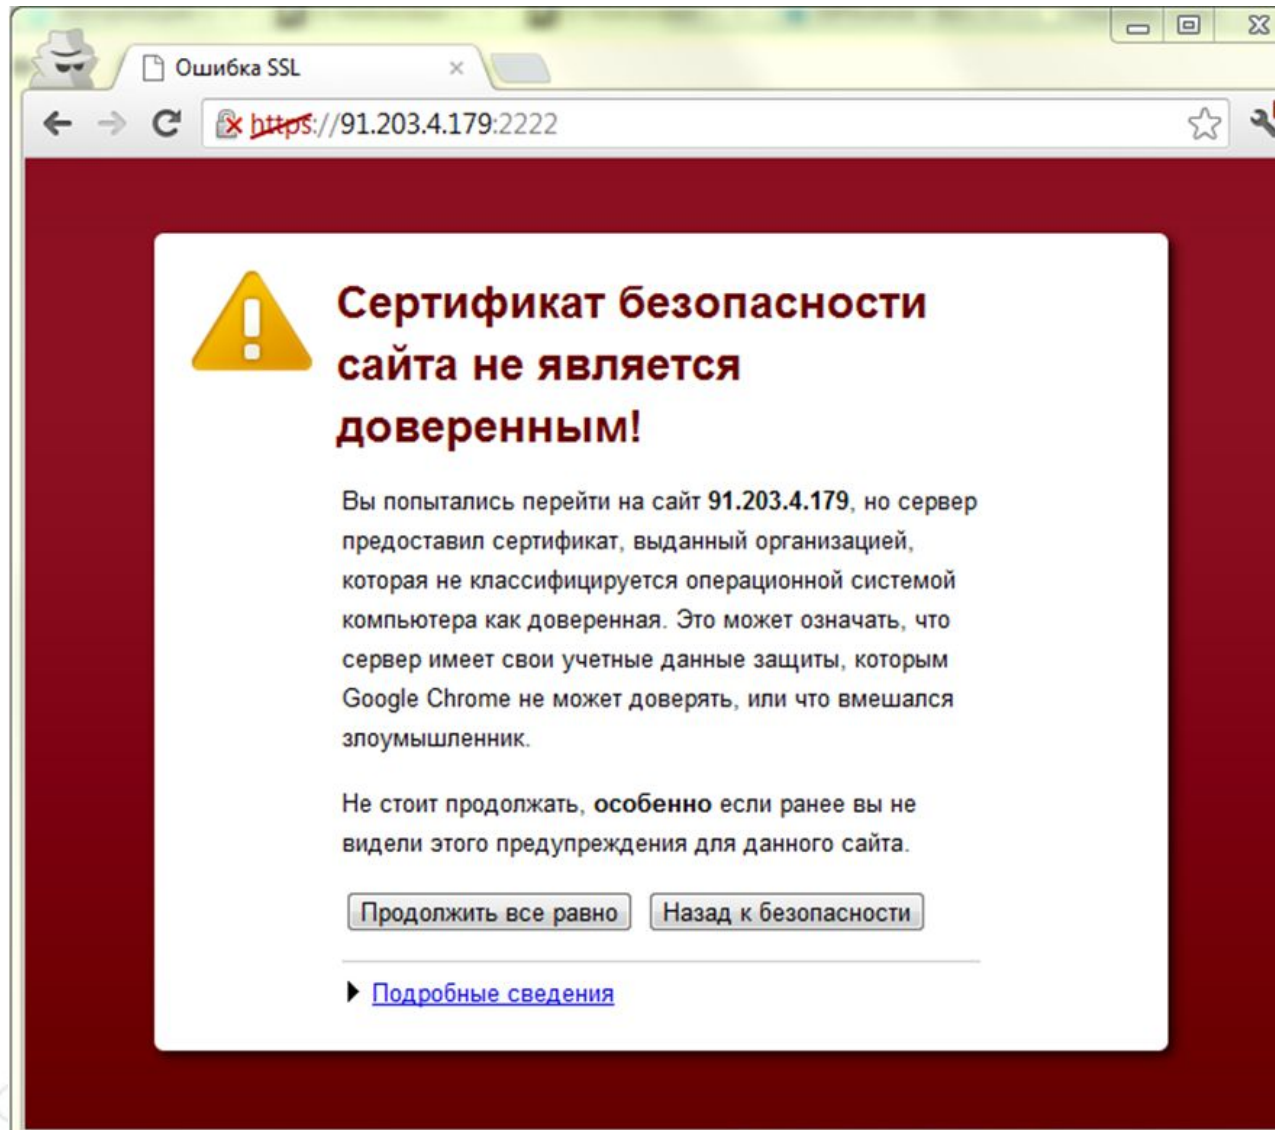 Ошибка SSL
https://91.203.4.179:2222
Сертификат безопасности
сайта не является
доверенным!
Вы попытались перейти на сайт 91.203.4.179, но сервер
предоставил сертификат, выданный организацией,
которая не классифицируется операционной системой
компьютера как доверенная. Это может означать, что
сервер имеет свои учетные данные защиты, которым
Google Chrome не может доверять, или что вмешался
злоумышленник.
Не стоит продолжать, особенно если ранее вы не
видели этого предупреждения для данного сайта.
Продолжить все равно Назад к безопасности
Подробные сведения